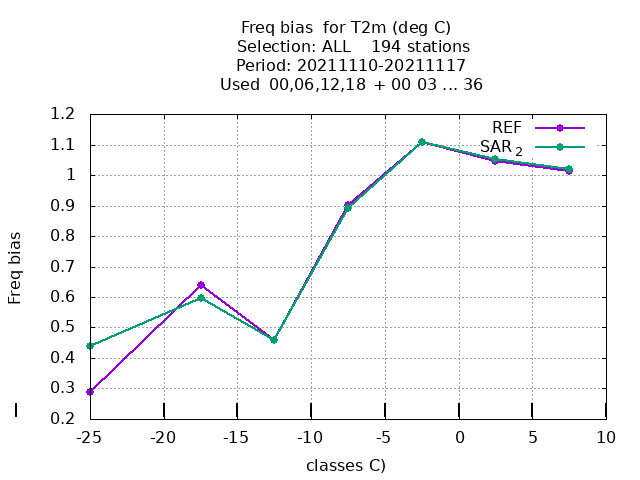 Freq bias  for T2m (deg C)
Selection: ALL    194 stations
Period: 20211110-20211117
Used  00,06,12,18  + 00 03 ... 36
REF
SAR 2
1.2
1.1
1
0.9
0.8
0.7
0.6
0.5
0.4
0.3
0.2
Freq bias
-25
-20
-15
-10
-5
0
5
10
classes C)